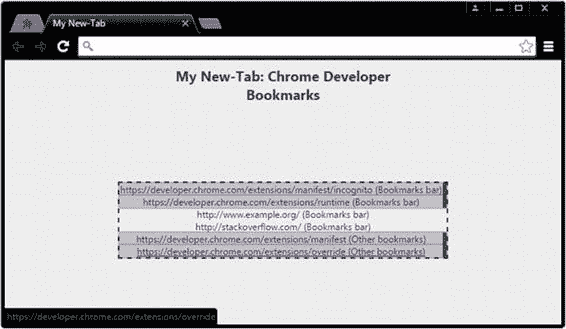 My New-Tab
My New-Tab: Chrome Developer
Bookmarks
https://developer.chrome.com/extensions/manifest/incognito (Bookmarks bar)
https://developer.chrome.com/extensions/runtime (Bookmarks bar)
http://www.example.org/ (Bookmarks bar)
http://stackoverflow.com/ (Bookmarks bar)
https://developer.chrome.com/extensions/manifest (Other bookmarks)
https://developer.chrome.com/extensions/override (Other bookmarks)
https://developer.chrome.com/extensions/override